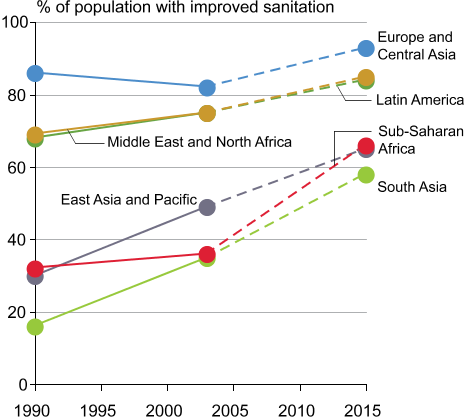 % of population with improved sanitation
100
80
60
40
20
0
Europe and
Central Asia
Latin America
Middle East and North Africa
Sub-Saharan
Africa
East Asia and Pacific
South Asia
1990 1995 2000 2005 2010 2015